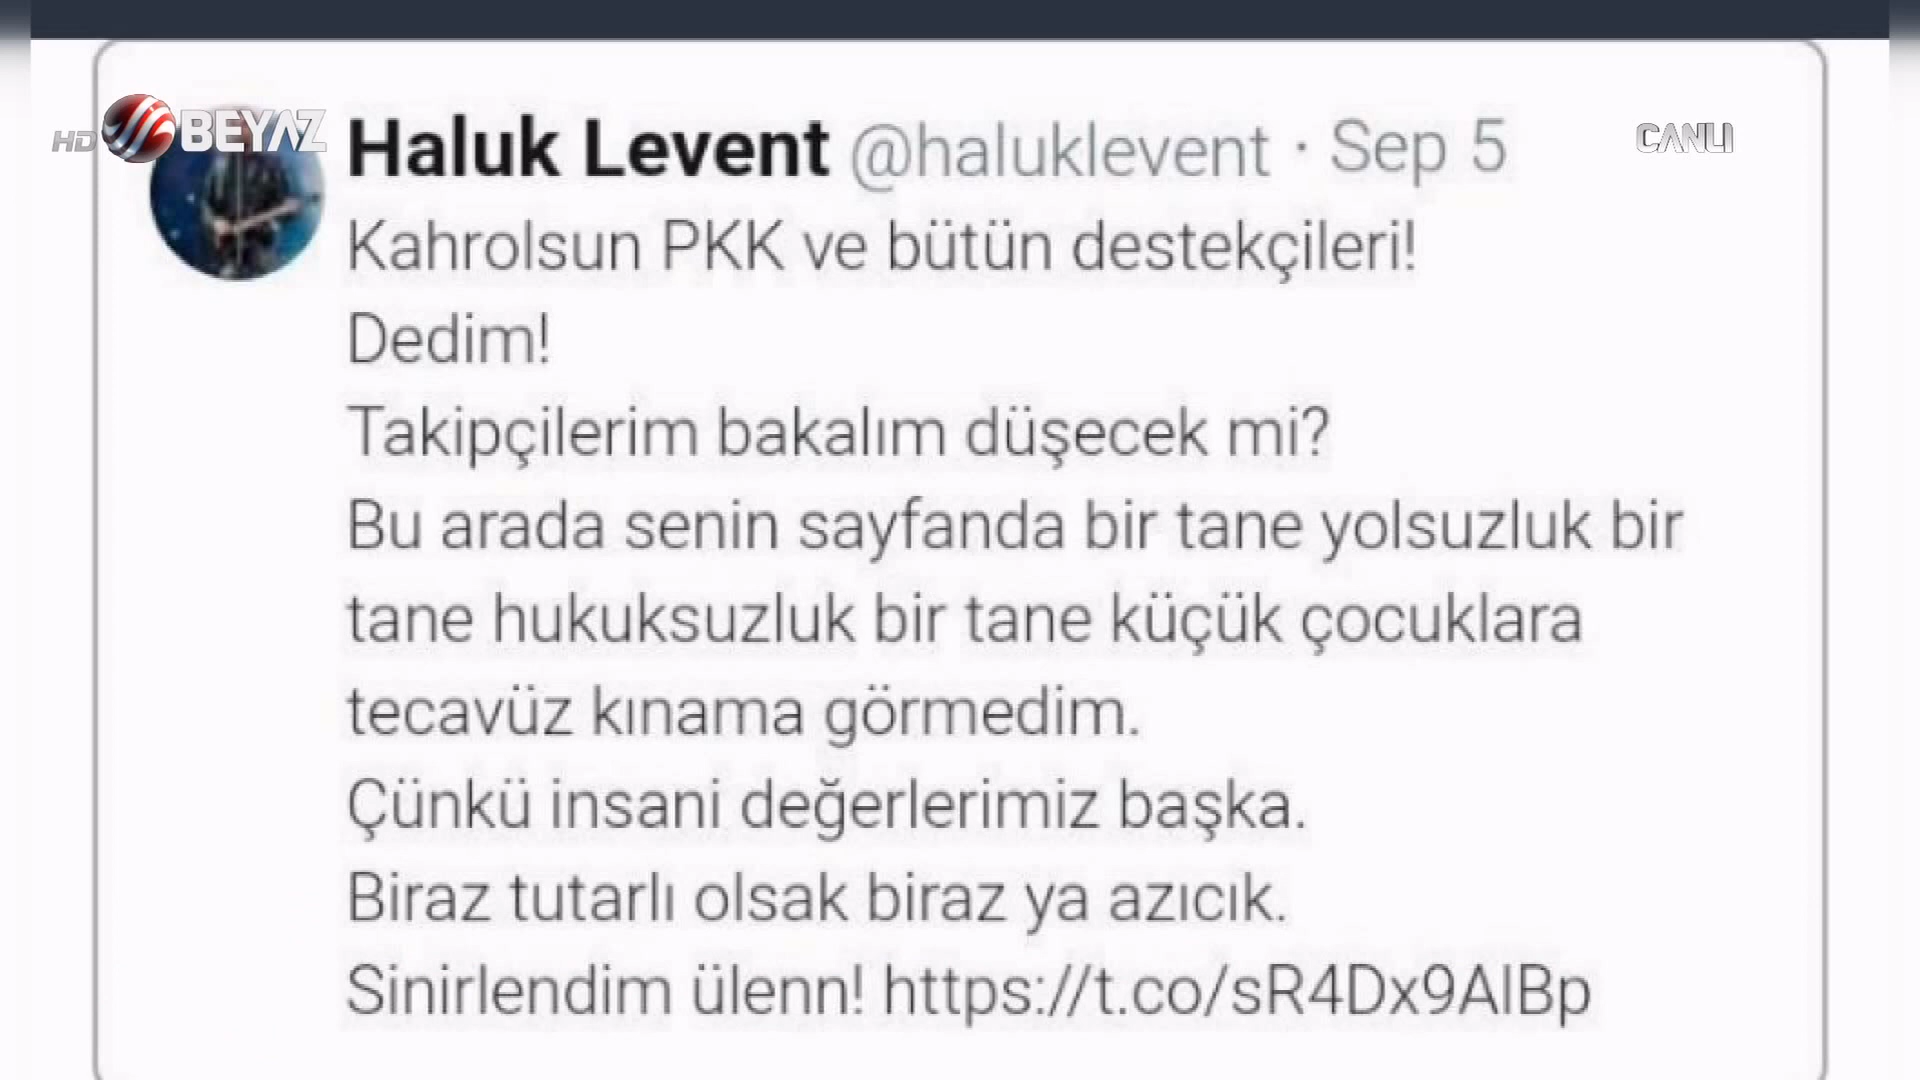 HD BEYAZ
CANLI
Haluk Levent @haluklevent · Sep 5
Kahrolsun PKK ve bütün destekçileri!
Dedim!
Takipçilerim bakalım düşecek mi?
Bu arada senin sayfanda bir tane yolsuzluk bir
tane hukuksuzluk bir tane küçük çocuklara
tecavüz kınama görmedim.
Çünkü insani değerlerimiz başka.
Biraz tutarlı olsak biraz ya azıcık.
Sinirlendim ülenn! https://t.co/sR4Dx9AlBp